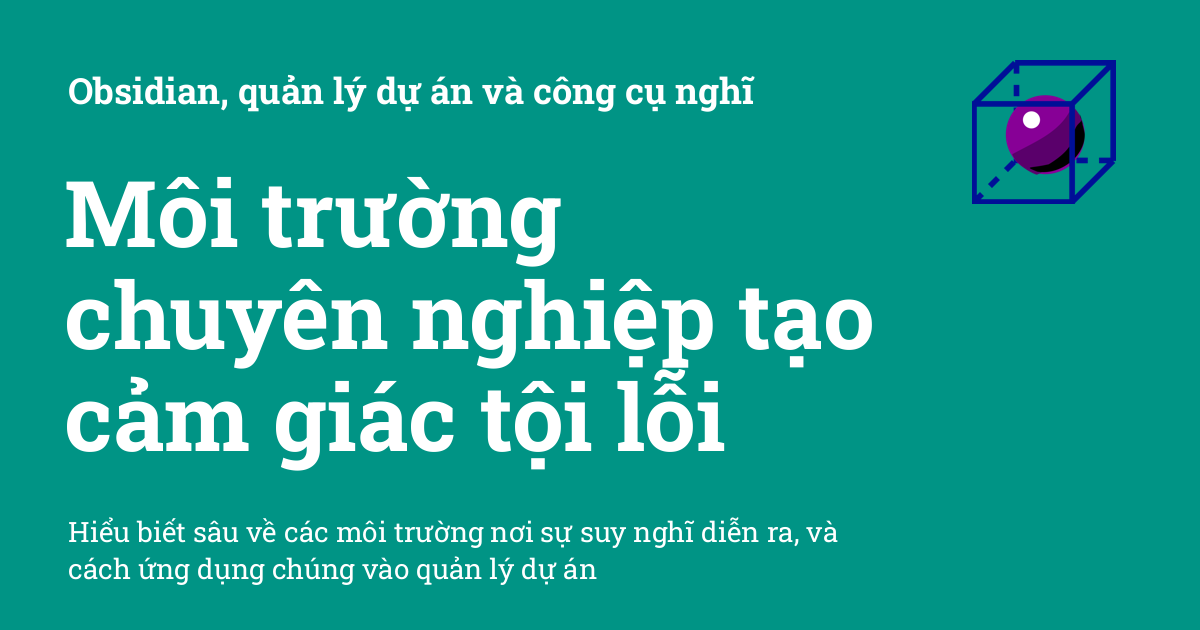 Obsidian, quản lý dự án và công cụ nghĩ
Môi trường
chuyên nghiệp tạo
cảm giác tội lỗi
Hiểu biết sâu về các môi trường nơi sự suy nghĩ diễn ra, và
cách ứng dụng chúng vào quản lý dự án